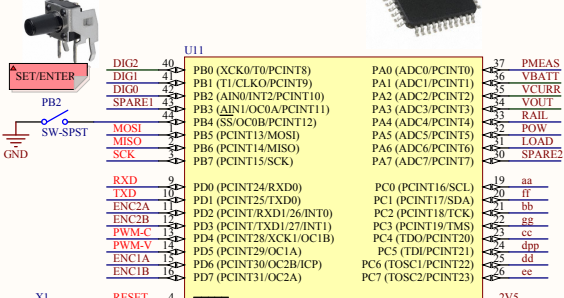 U11
SET/ENTER
PB2
SW-SPST
GND
DIG2 40 PB0 (XCK0/T0/PCINT8) PA0 (ADC0/PCINT0) 37 PMEAS
DIG1 41 PB1 (T1/CLKO/PCINT9) PA1 (ADC1/PCINT1) 36 VBATT
DIG0 42 PB2 (AIN0/INT2/PCINT10) PA2 (ADC2/PCINT2) 35 VCURR
SPARE1 43 PB3 (AIN1/OC0A/PCINT11) PA3 (ADC3/PCINT3) 34 VOUT
44 PB4 (SS/OC0B/PCINT12) PA4 (ADC4/PCINT4) 33 RAIL
MOSI 1 PB5 (PCINT13/MOSI) PA5 (ADC5/PCINT5) 32 POW
MISO 2 PB6 (PCINT14/MISO) PA6 (ADC6/PCINT6) 31 LOAD
SCK 3 PB7 (PCINT15/SCK) PA7 (ADC7/PCINT7) 30 SPARE2
RXD 9 PD0 (PCINT24/RXD0) PC0 (PCINT16/SCL) 19 aa
TXD 10 PD1 (PCINT25/TXD0) PC1 (PCINT17/SDA) 20 ff
ENC2A 11 PD2 (PCINT/RXD1/26/INT0) PC2 (PCINT18/TCK) 21 bb
ENC2B 12 PD3 (PCINT/TXD1/27/INT1) PC3 (PCINT19/TMS) 22 gg
PWM-C 13 PD4 (PCINT28/XCK1/OC1B) PC4 (TDO/PCINT20) 23 cc
PWM-V 14 PD5 (PCINT29/OC1A) PC5 (TDI/PCINT21) 24 dpp
ENC1A 15 PD6 (PCINT30/OC2B/ICP) PC6 (TOSC1/PCINT22) 25 dd
ENC1B 16 PD7 (PCINT31/OC2A) PC7 (TOSC2/PCINT23) 26 ee
X1 RESET 4 2V5